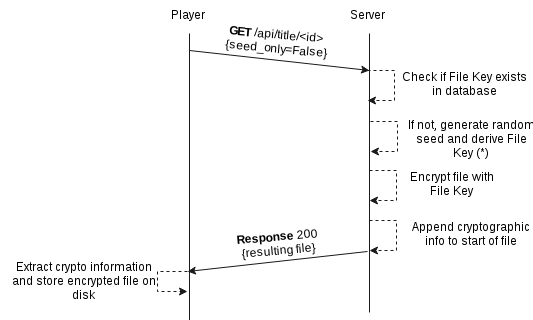 Player
Server
GET /api/title/<id>
{seed_only=False}
Check if File Key exists
in database
If not, generate random
seed and derive File
Key (*)
Encrypt file with
File Key
Append cryptographic
info to start of file
Response 200
{resulting file}
Extract crypto information
and store encrypted file on
disk